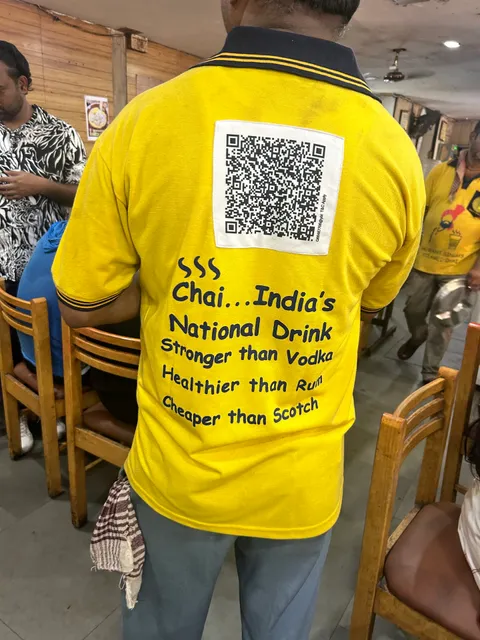 Chai...India's
National Drink
Stronger than Vodka
Healthier than Rum
Cheaper than Scotch